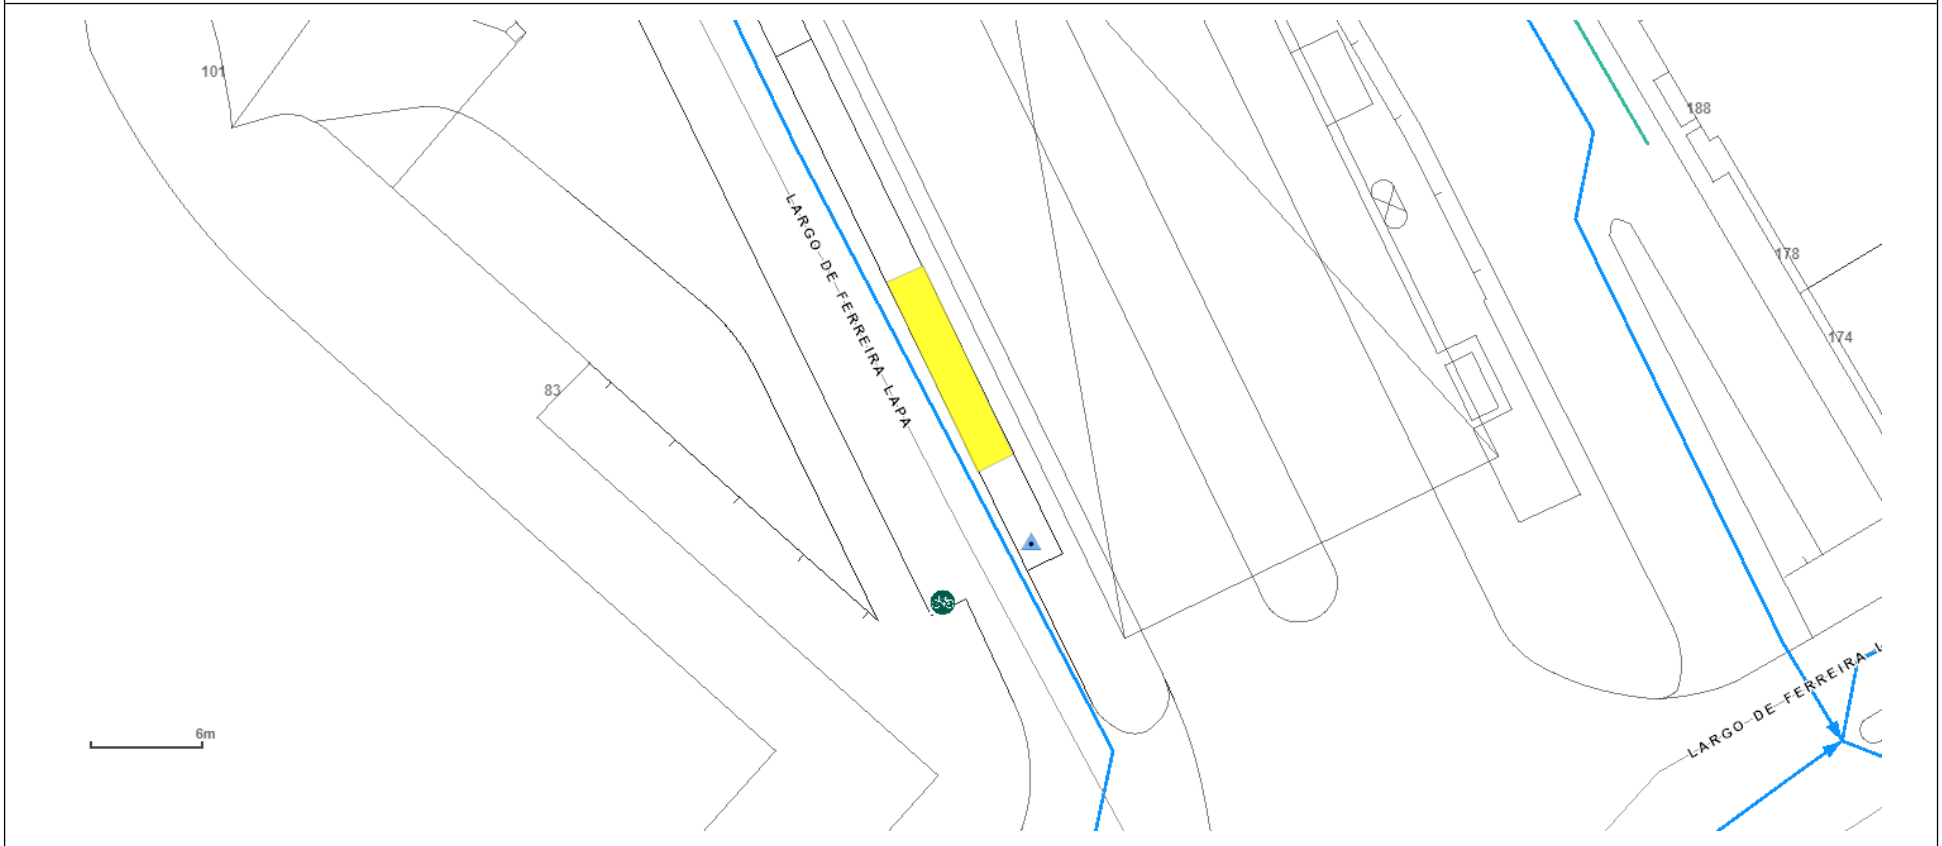 101
188
LARGO DE FERREIRA LAPA
178
174
83
LARGO DE FERREIRA L
6m